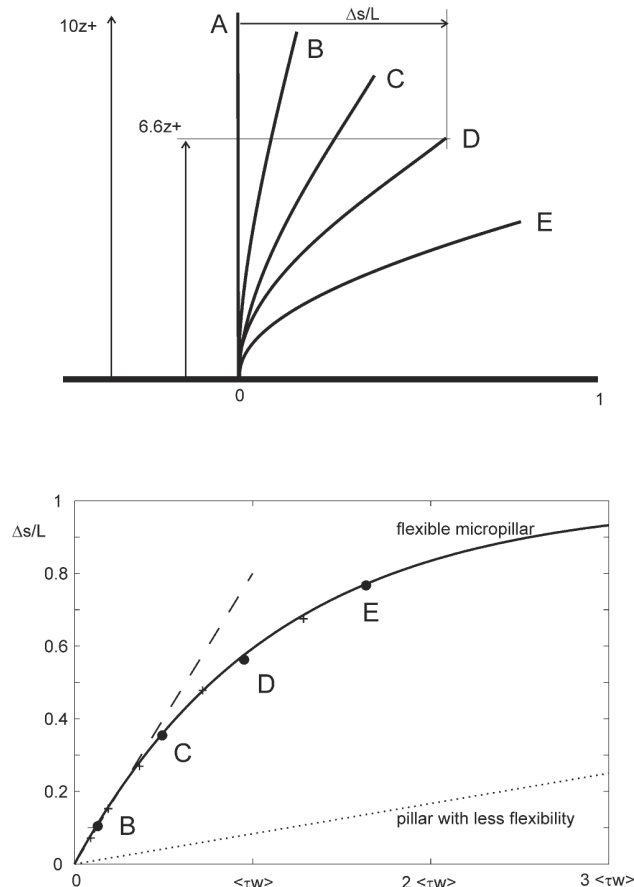 10z+
A
Δs/L
B
C
6.6z+
D
E
0
1
1
Δs/L
flexible micropillar
0.8
E
0.6
D
0.4
C
0.2
B
pillar with less flexibility
0
0
<τw>
2 <τw>
3 <τw>